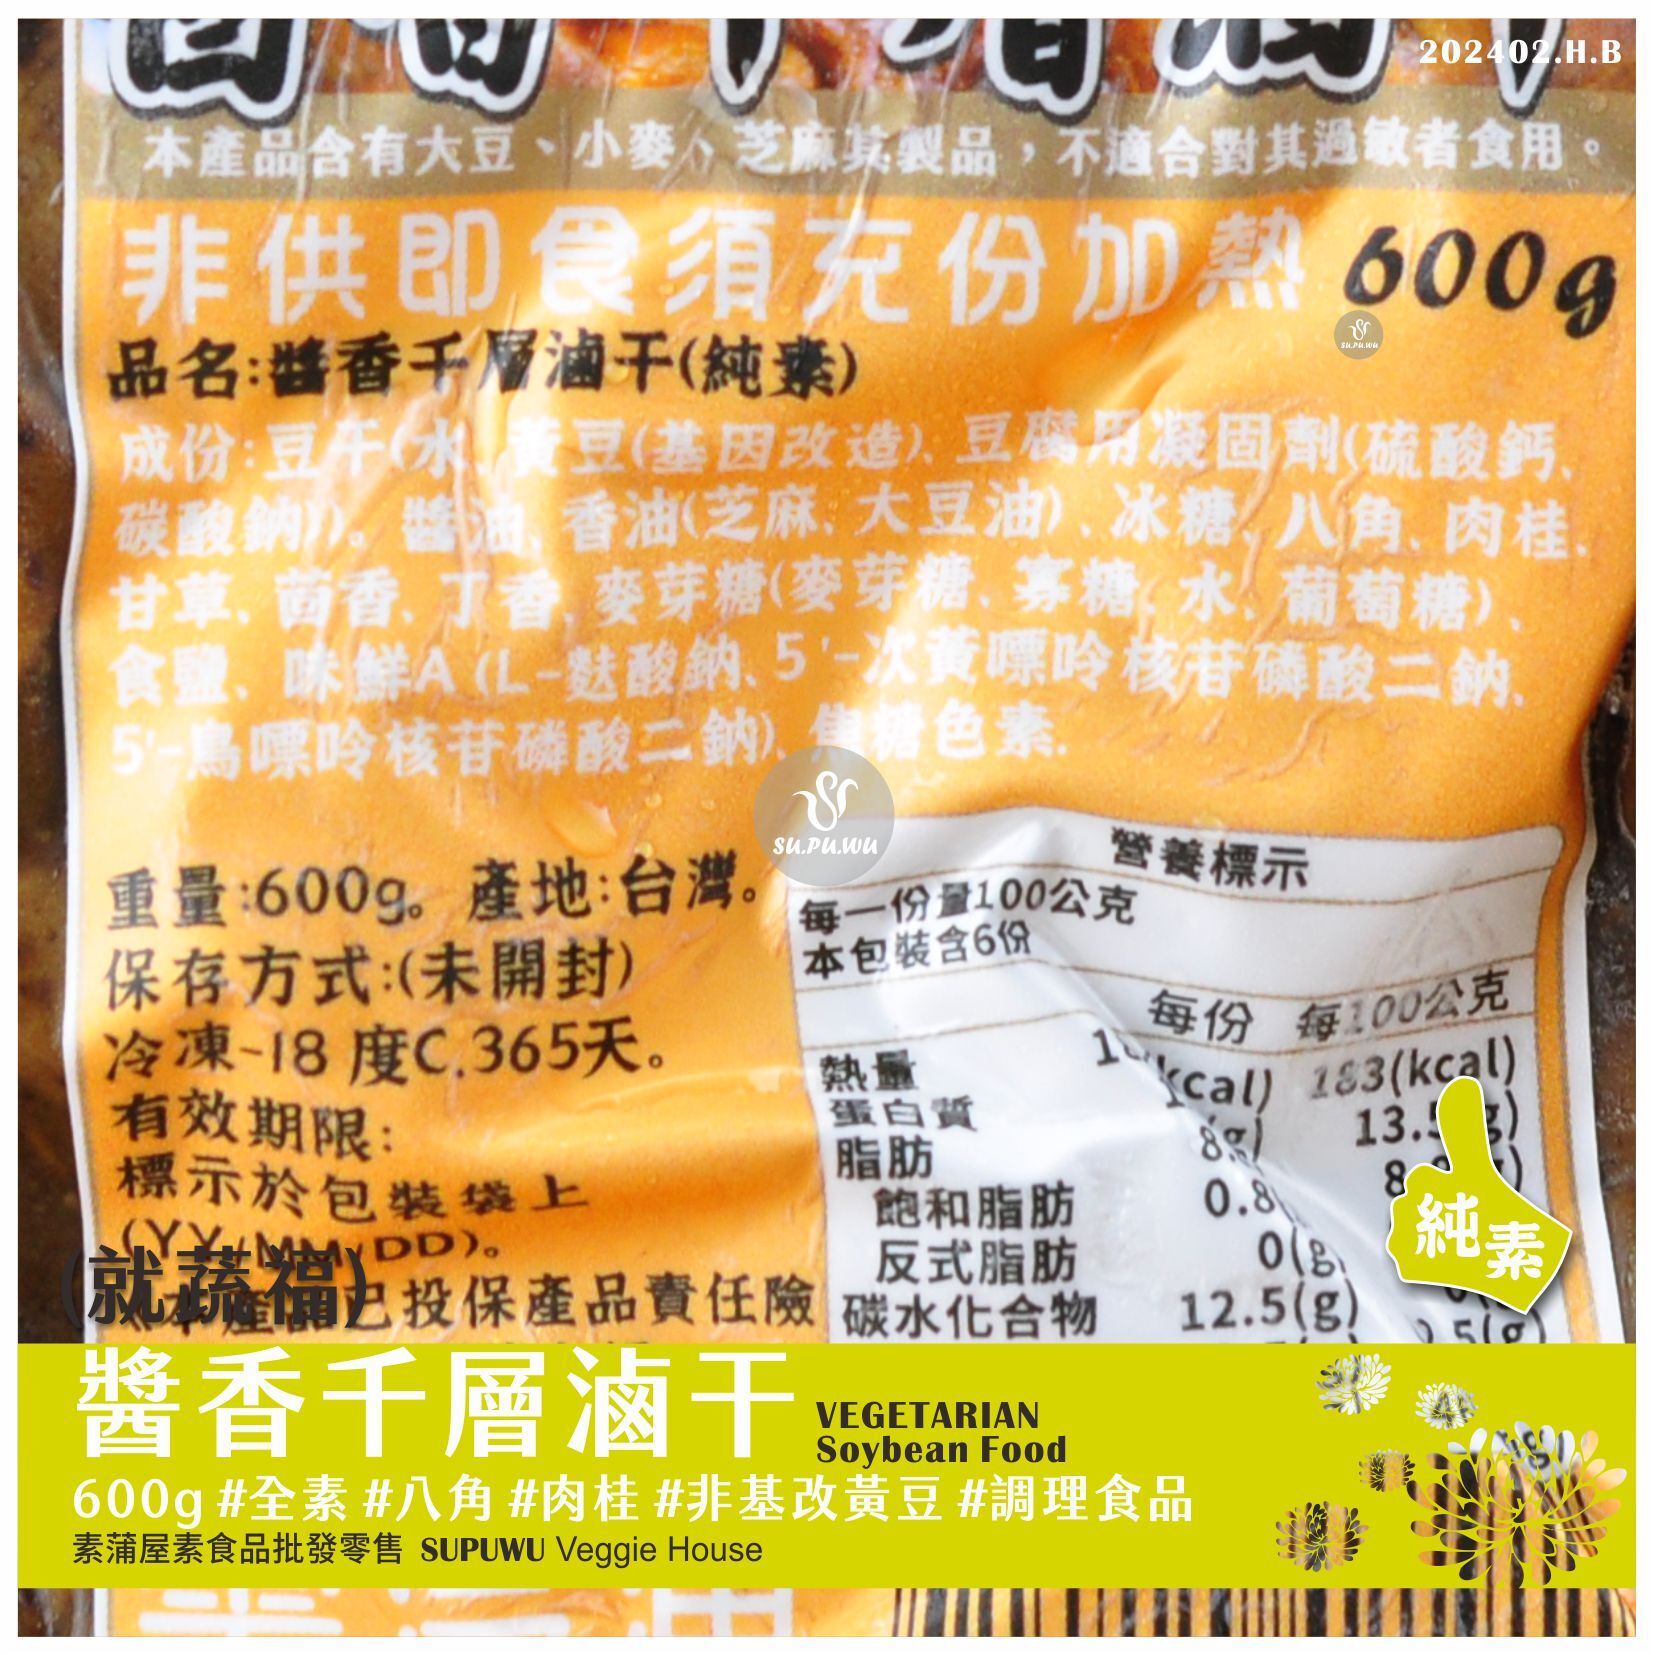 202402.H.B
本產品含有大豆、小麥、芝麻其製品，不適合對其過敏者食用。
非供即食須充份加熱 600g
su.pu.wu
品名:醬香千層滷干(純素)
成份:豆干(水、黃豆(基因改造)、豆腐用凝固劑(硫酸鈣、
碳酸鈉))。醬油、香油(芝麻、大豆油)、冰糖、八角、肉桂、
甘草、茴香、丁香、麥芽糖(麥芽糖、寡糖、水、葡萄糖)、
食鹽、味鮮A(L-麩酸鈉、5'-次黃嘌呤核苷磷酸二鈉、
5'-鳥嘌呤核苷磷酸二鈉)、焦糖色素.
su.pu.wu
重量:600g。產地:台灣。
保存方式:(未開封)
冷凍-18度C.365天。
有效期限:
標示於包裝袋上
(YY/MM/DD)。
本產品已投保產品責任險
營養標示
每一份量100公克
本包裝含6份
每份 每100公克
熱量 (kcal) 183(kcal)
蛋白質
脂肪
飽和脂肪
反式脂肪
碳水化合物 12.5(g)
純素
(就蔬福)
醬香千層滷干 VEGETARIAN
Soybean Food
600g #全素 #八角 #肉桂 #非基改黃豆 #調理食品
素蒲屋素食品批發零售 SUPUWU Veggie House